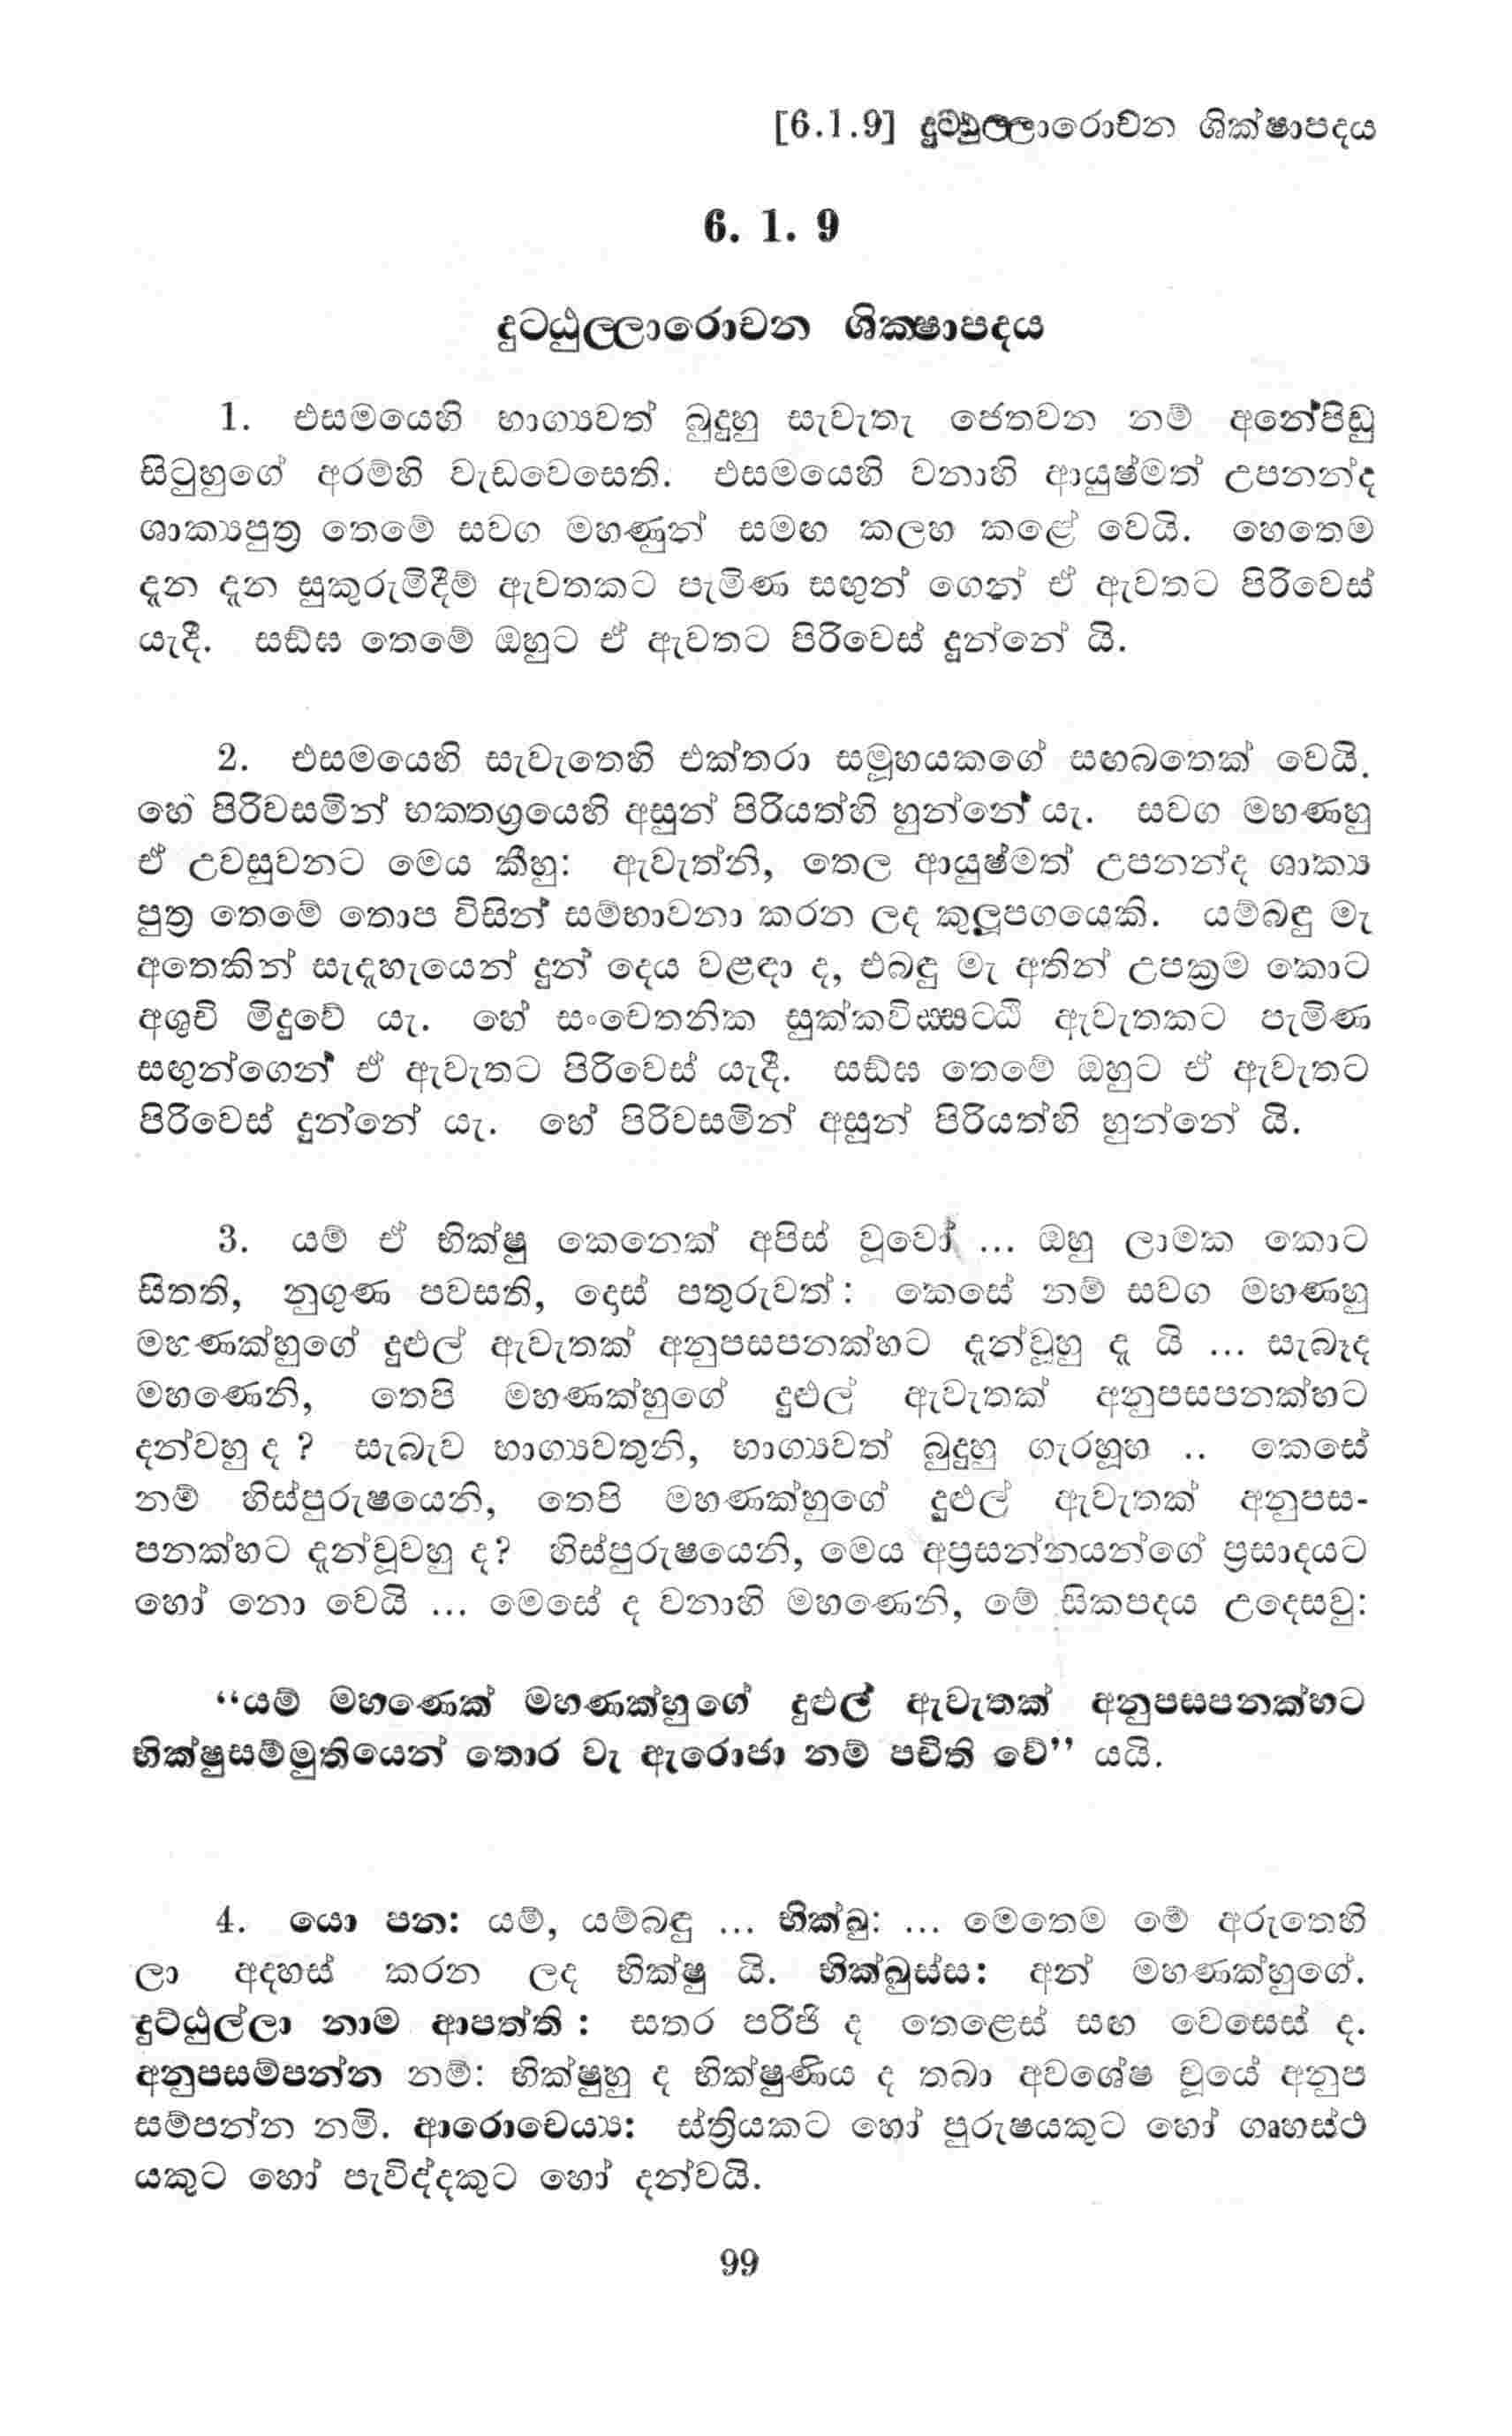 [6.1.9] දුට්ඨුල්ලාරොචන ශික්ෂාපදය
6. 1. 9
දුටඨුල්ලාරොචන ශික්ෂාපදය
1. එසමයෙහි භාග්‍යවත් බුදුහු සැවැතැ ජෙතවන නම් අනේපිඩු
සිටුහුගේ අරම්හි වැඩවෙසෙති. එසමයෙහි වනාහි ආයුෂ්මත් උපනන්ද
ශාක්‍යපුත්‍ර තෙමේ සවග මහණුන් සමඟ කලහ කළේ වෙයි. හෙතෙම
දැන දැන සුකුරුමිදීම් ඇවතකට පැමිණ සඟුන් ගෙන් ඒ ඇවතට පිරිවෙස්
යැදී. සඞ්ඝ තෙමේ ඔහුට ඒ ඇවතට පිරිවෙස් දුන්නේ යි.
2. එසමයෙහි සැවැතෙහි එක්තරා සමූහයකගේ සඟබතෙක් වෙයි.
හේ පිරිවසමින් භක්තග්‍රයෙහි අසුන් පිරියත්හි හුන්නේ යැ. සවග මහණහු
ඒ උවසුවනට මෙය කීහු: ඇවැත්නි, තෙල ආයුෂ්මත් උපනන්ද ශාක්‍ය
පුත්‍ර තෙමේ තොප විසින් සම්භාවනා කරන ලද කුලූපගයෙකි. යම්බඳු මැ
අතෙකින් සැදැහැයෙන් දුන් දෙය වළඳා ද, එබඳු මැ අතින් උපක්‍රම කොට
අශුචි මිදුවේ යැ. හේ සංචෙතනික සුක්කවිස්සට්ඨි ඇවැතකට පැමිණ
සඟුන්ගෙන් ඒ ඇවැතට පිරිවෙස් යැදී. සඞ්ඝ තෙමේ ඔහුට ඒ ඇවැතට
පිරිවෙස් දුන්නේ යැ. හේ පිරිවසමින් අසුන් පිරියත්හි හුන්නේ යි.
3. යම් ඒ භික්ෂු කෙනෙක් අපිස් වූවෝ ... ඔහු ලාමක කොට
සිතති, නුගුණ පවසති, දොස් පතුරුවත් : කෙසේ නම් සවග මහණහු
මහණක්හුගේ දුළුල් ඇවැතක් අනුපසපනක්හට දැන්වූහු දැ යි ... සැබෑද
මහණෙනි, තෙපි මහණක්හුගේ දුළුල් ඇවැතක් අනුපසපනක්හට
දන්වහු ද ? සැබැව භාග්‍යවතුනි, භාග්‍යවත් බුදුහු ගැරහූහ .. කෙසේ
නම් හිස්පුරුෂයෙනි, තෙපි මහණක්හුගේ දුළුල් ඇවැතක් අනුපස-
පනක්හට දැන්වූවහු ද? හිස්පුරුෂයෙනි, මෙය අප්‍රසන්නයන්ගේ ප්‍රසාදයට
හෝ නො වෙයි ... මෙසේ ද වනාහි මහණෙනි, මේ සිකපදය උදෙසවු:
“යම් මහණෙක් මහණක්හුගේ දුළුල් ඇවැතක් අනුපසපනක්හට
භික්ෂුසම්මුතියෙන් තොර වැ ඇරොජා නම් පචිති වේ” යයි.
4. යො පන: යම්, යම්බඳු ... භික්ඛු: ... මෙතෙම මේ අරුතෙහි
ලා අදහස් කරන ලද භික්ෂු යි. භික්ඛුස්ස: අන් මහණක්හුගේ.
දුට්ඨුල්ලා නාම ආපත්ති : සතර පරිජි ද තෙළෙස් සඟ වෙසෙස් ද.
අනුපසම්පන්න නම්: භික්ෂුහු ද භික්ෂුණිය ද තබා අවශේෂ වූයේ අනුප
සම්පන්න නමි. ආරොචෙය්‍ය: ස්ත්‍රියකට හෝ පුරුෂයකුට හෝ ගෘහස්ථ
යකුට හෝ පැවිද්දකුට හෝ දන්වයි.
99